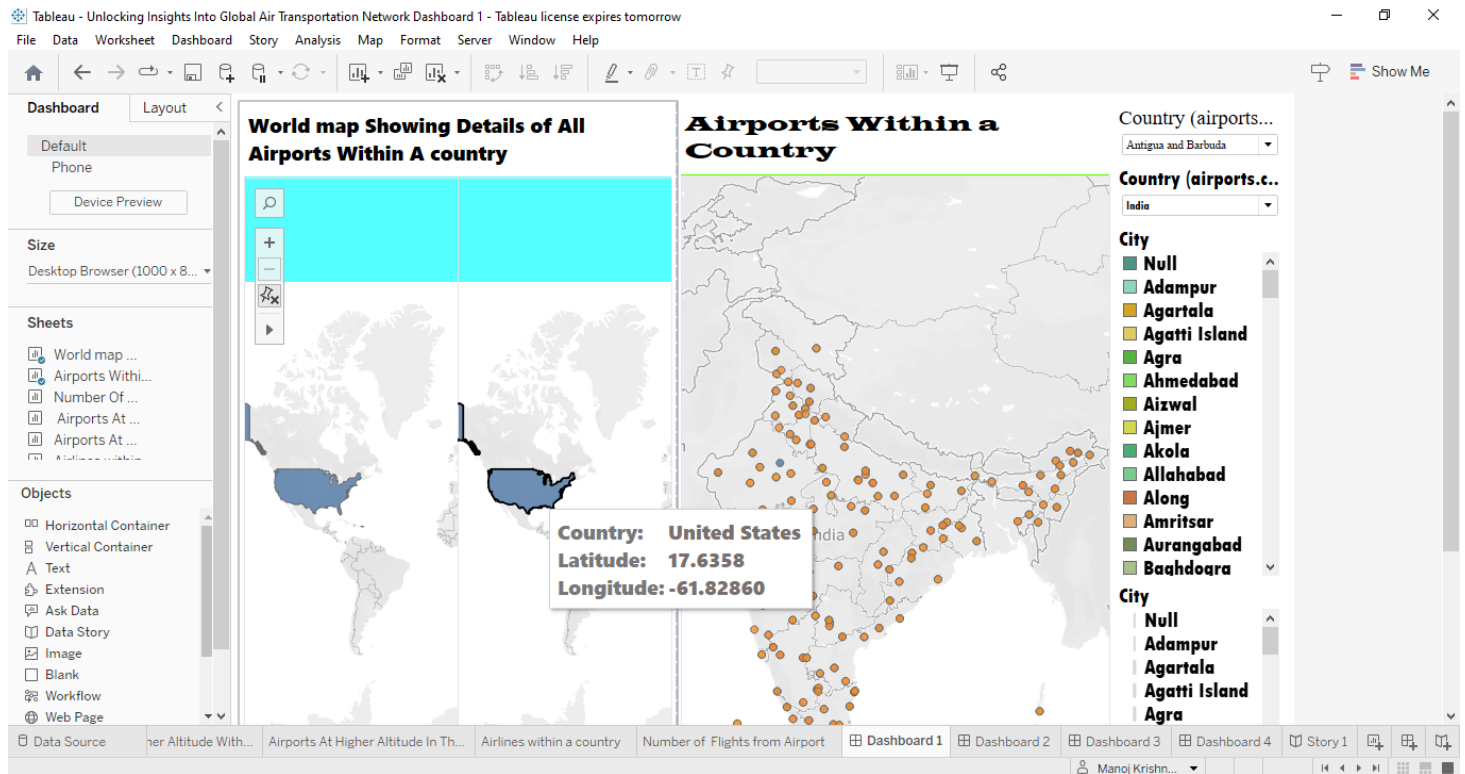 Tableau - Unlocking Insights Into Global Air Transportation Network Dashboard 1 - Tableau license expires tomorrow
File Data Worksheet Dashboard Story Analysis Map Format Server Window Help
Show Me
Dashboard Layout
Default
Phone
Device Preview
Size
Desktop Browser (1000 x 8...
Sheets
World map ...
Airports Withi...
Number Of ...
Airports At ...
Airports At ...
Objects
Horizontal Container
Vertical Container
Text
Extension
Ask Data
Data Story
Image
Blank
Workflow
Web Page
World map Showing Details of All
Airports Within A country
Country: United States
Latitude: 17.6358
Longitude: -61.82860
Airports Within a
Country
India
Country (airports...
Antigua and Barbuda
Country (airports.c..
India
City
Null
Adampur
Agartala
Agatti Island
Agra
Ahmedabad
Aizwal
Ajmer
Akola
Allahabad
Along
Amritsar
Aurangabad
Baghdogra
City
Null
Adampur
Agartala
Agatti Island
Agra
Data Source
her Altitude With... Airports At Higher Altitude In Th... Airlines within a country Number of Flights from Airport Dashboard 1 Dashboard 2 Dashboard 3 Dashboard 4 Story 1
Manoj Krishn...